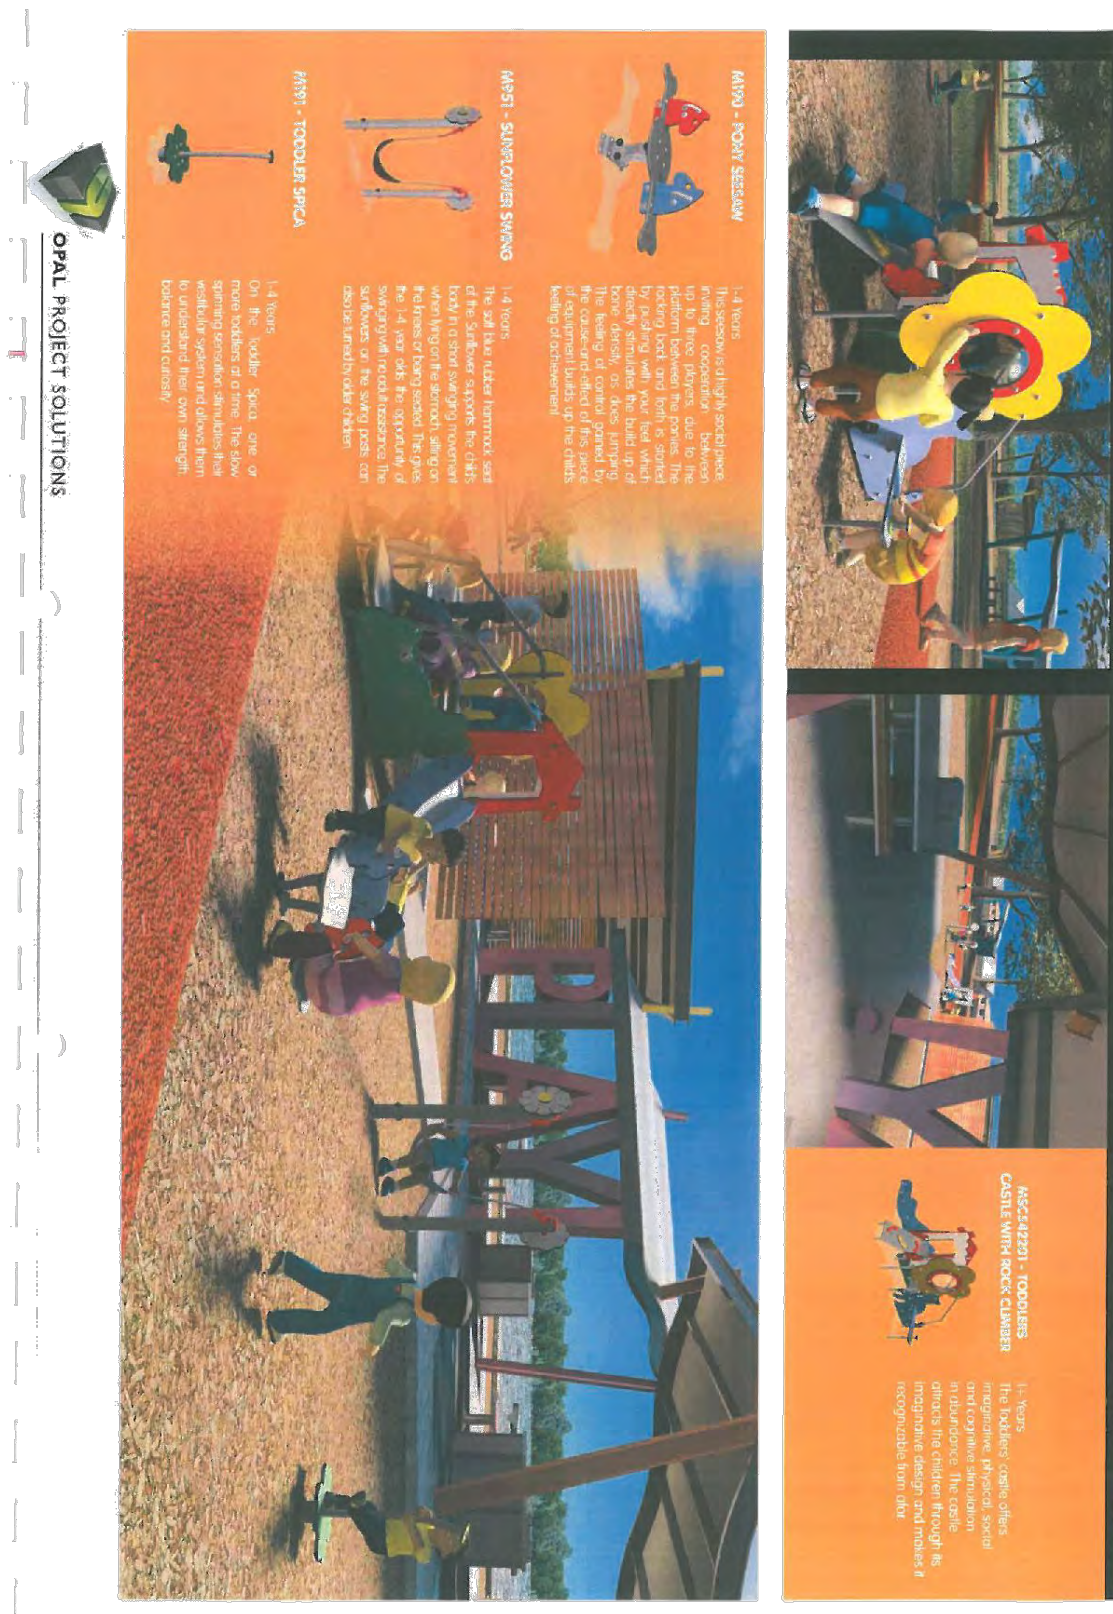 MSC542201 - TODDLERS
CASTLE WITH ROCK CLIMBER
1+ Years
The Toddlers' castle offers
imaginative, physical, social
and cognitive stimulation
in abundance. The castle
attracts the children through its
imaginative design and makes it
recognizable from afar
PLAY
M190 - PONY SEESAW
1-4 Years
This seesaw is a highly social piece,
inviting cooperation between
up to three players, due to the
platform between the ponies. The
rocking back and forth is started
by pushing with your feet which
directly stimulates the build up of
bone density, as does jumping.
The feeling of control gained by
the cause-and-effect of this piece
of equipment builds up the child's
feeling of achievement
M951 - SUNFLOWER SWING
1-4 Years
The soft blue rubber hammock seat
of the Sunflower supports the child's
body in a short swinging movement
when lying on the stomach, sitting on
the knees or being seated. This gives
the 1-4 year olds the opportunity of
swinging with no adult assistance. The
sunflowers on the swing posts can
also be turned by older children
M191 - TODDLER SPICA
1-4 Years
On the Toddler Spica, one or
more toddlers at a time. The slow
spinning sensation stimulates their
vestibular system and allows them
to understand their own strength,
balance and curiosity
OPAL PROJECT SOLUTIONS